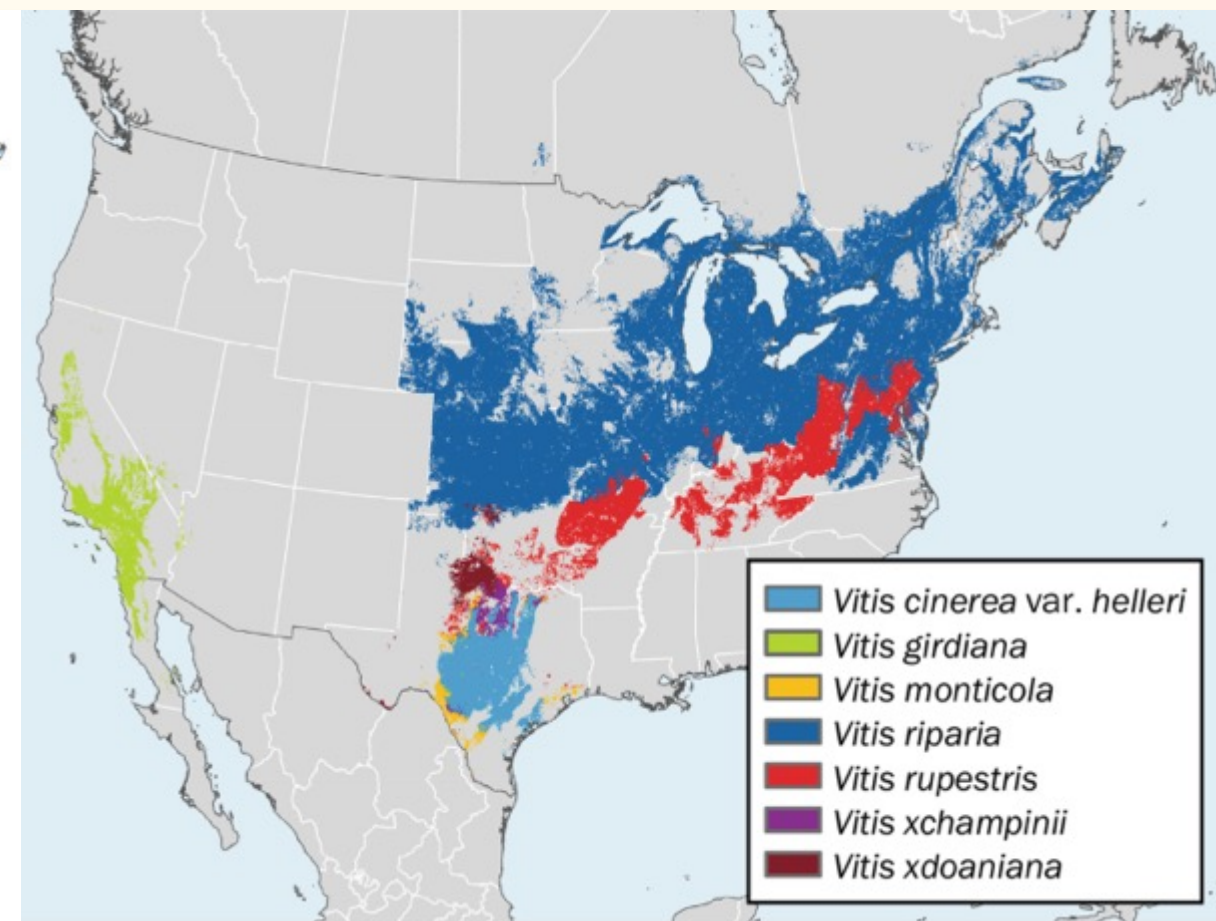 Vitis cinerea var. helleri
Vitis girdiana
Vitis monticola
Vitis riparia
Vitis rupestris
Vitis xchampinii
Vitis xdoaniana